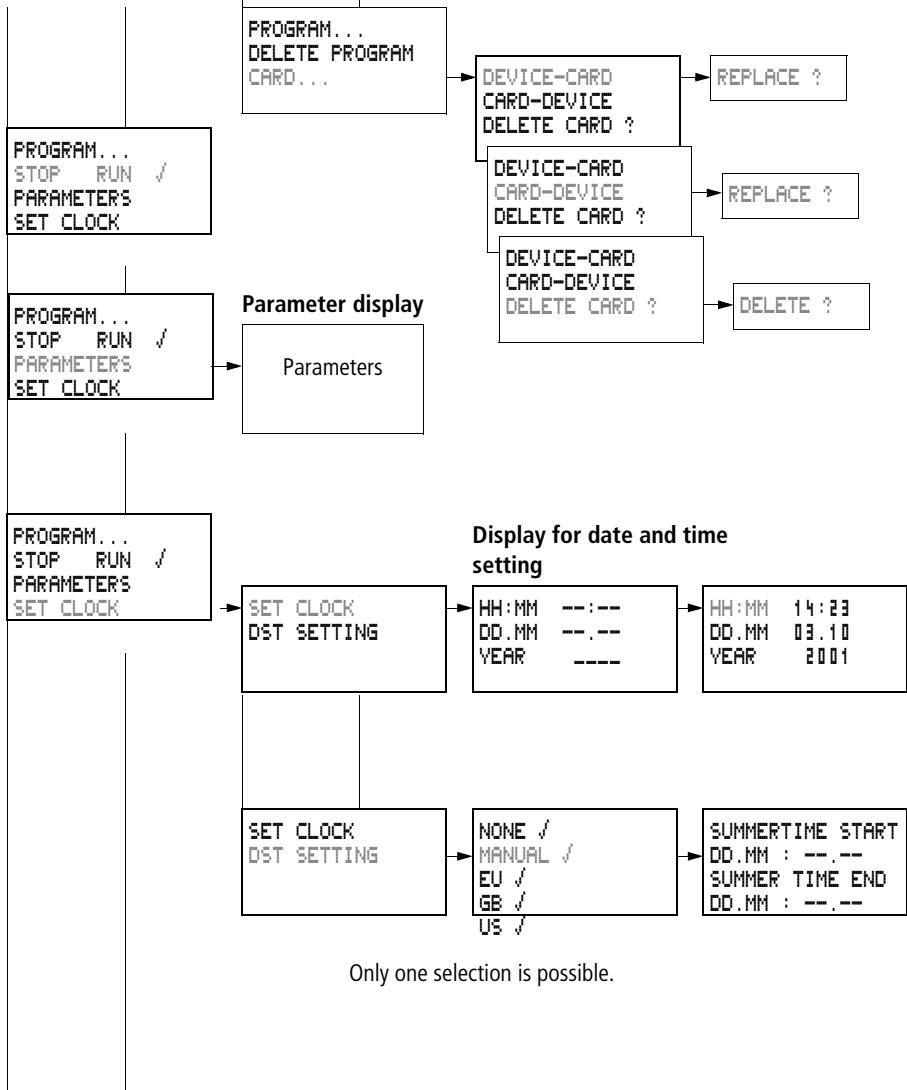 PROGRAM...
DELETE PROGRAM
CARD...
DEVICE-CARD
CARD-DEVICE
DELETE CARD ?
REPLACE ?
DEVICE-CARD
CARD-DEVICE
DELETE CARD ?
REPLACE ?
DEVICE-CARD
CARD-DEVICE
DELETE CARD ?
DELETE ?
PROGRAM...
STOP RUN √
PARAMETERS
SET CLOCK
PROGRAM...
STOP RUN √
PARAMETERS
SET CLOCK
Parameter display
Parameters
PROGRAM...
STOP RUN √
PARAMETERS
SET CLOCK
SET CLOCK
DST SETTING
Display for date and time
setting
HH:MM --:--
DD.MM --.--
YEAR ____
HH:MM 14:23
DD.MM 03.10
YEAR 2001
SET CLOCK
DST SETTING
NONE √
MANUAL √
EU √
GB √
US √
SUMMERTIME START
DD.MM : --.--
SUMMER TIME END
DD.MM : --.--
Only one selection is possible.